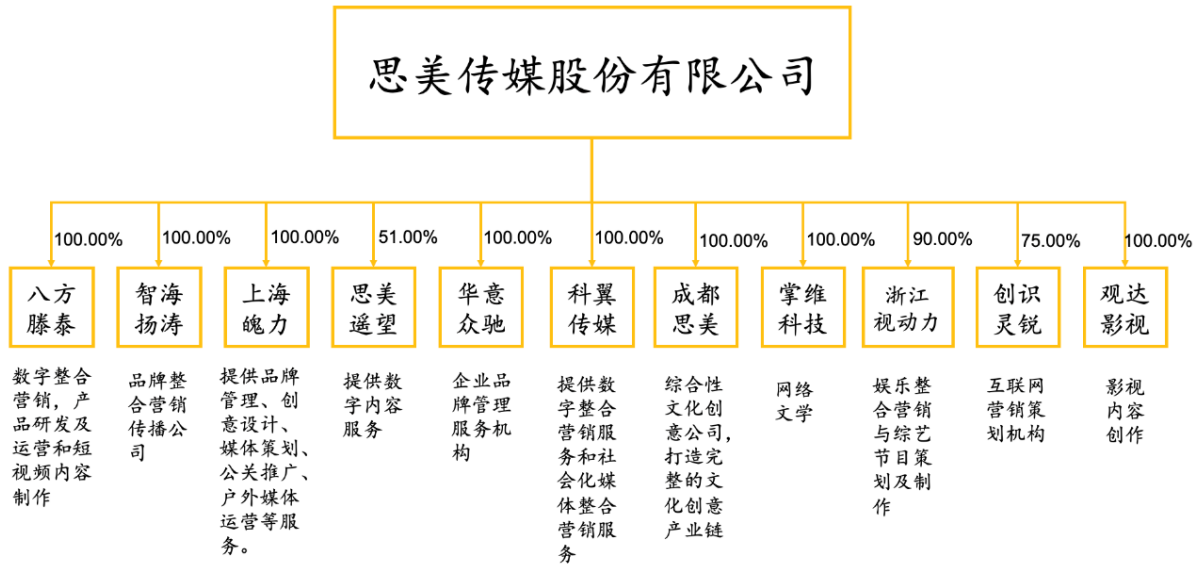 思美传媒股份有限公司
100.00%
100.00%
100.00%
51.00%
100.00%
100.00%
100.00%
100.00%
90.00%
75.00%
100.00%
八方
滕泰
智海
扬涛
上海
魄力
思美
遥望
华意
众驰
科翼
传媒
成都
思美
掌维
科技
浙江
视动力
创识
灵锐
观达
影视
数字整合
营销，产
品研发及
运营和短
视频内容
制作
品牌整
合营销
传播公
司
提供品牌
管理、创
意设计、
媒体策划、
公关推广、
户外媒体
运营等服
务。
提供数
字内容
服务
企业品
牌管理
服务机
构
提供数
字整合
营销服
务和社
会化媒
体整合
营销服
务
综合性
文化创
意公司，
打造完
整的文
化创意
产业链
网络
文学
娱乐整
合营销
与综艺
节目策
划及制
作
互联网
营销策
划机构
影视
内容
创作